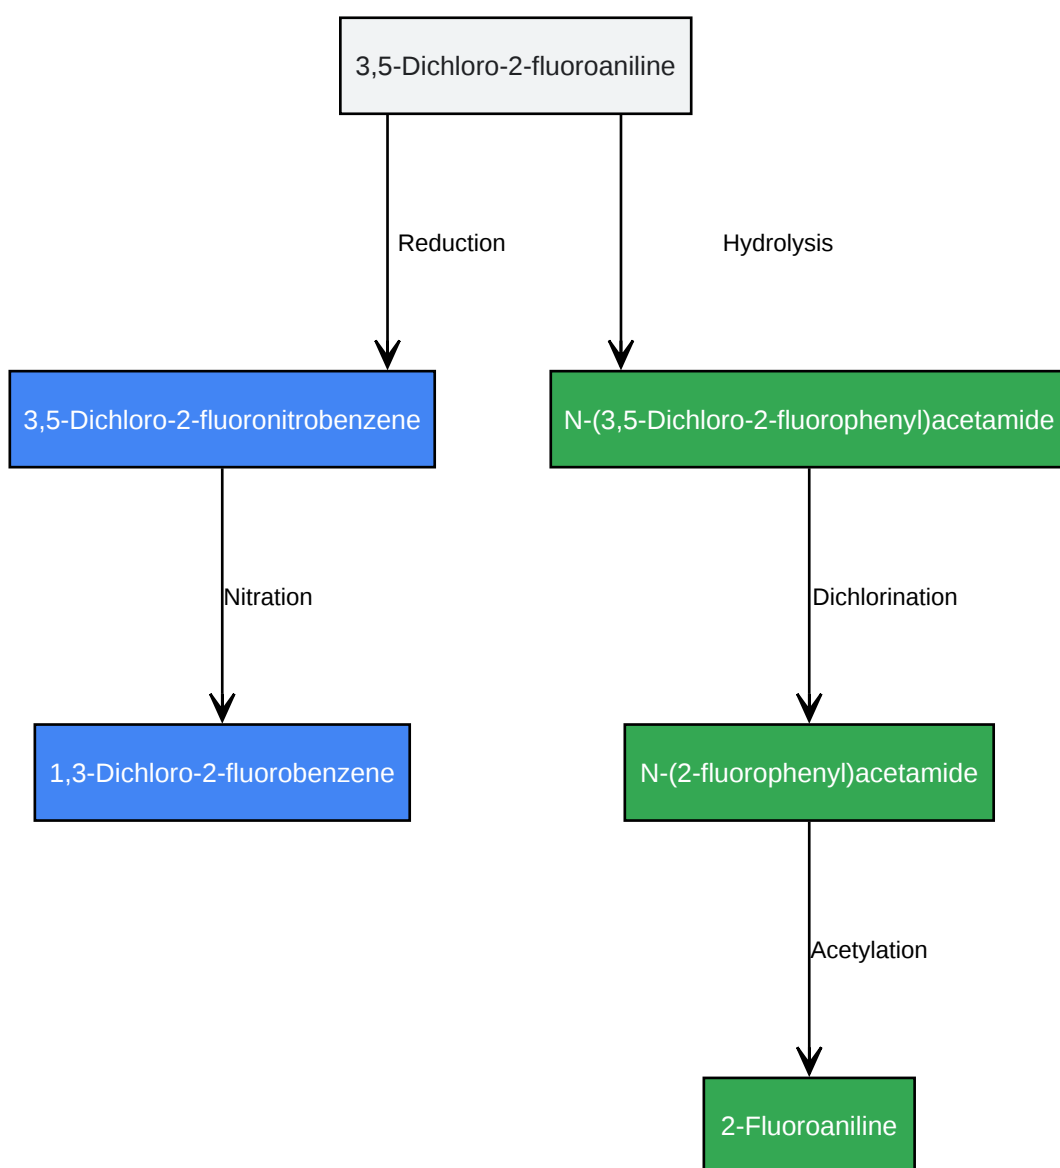 3,5-Dichloro-2-fluoroaniline
Reduction
Hydrolysis
3,5-Dichloro-2-fluoronitrobenzene
N-(3,5-Dichloro-2-fluorophenyl)acetamide
Nitration
Dichlorination
1,3-Dichloro-2-fluorobenzene
N-(2-fluorophenyl)acetamide
Acetylation
2-Fluoroaniline